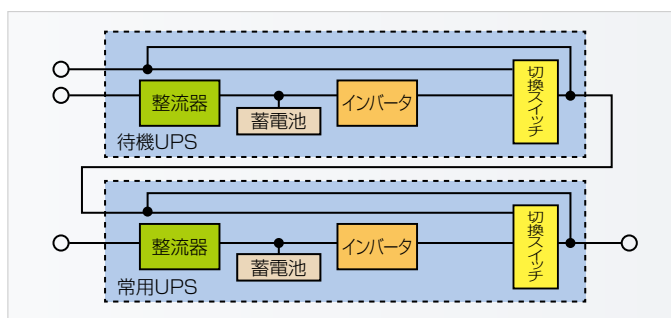 整流器
蓄電池
インバータ
切換スイッチ
待機UPS
整流器
蓄電池
インバータ
切換スイッチ
常用UPS